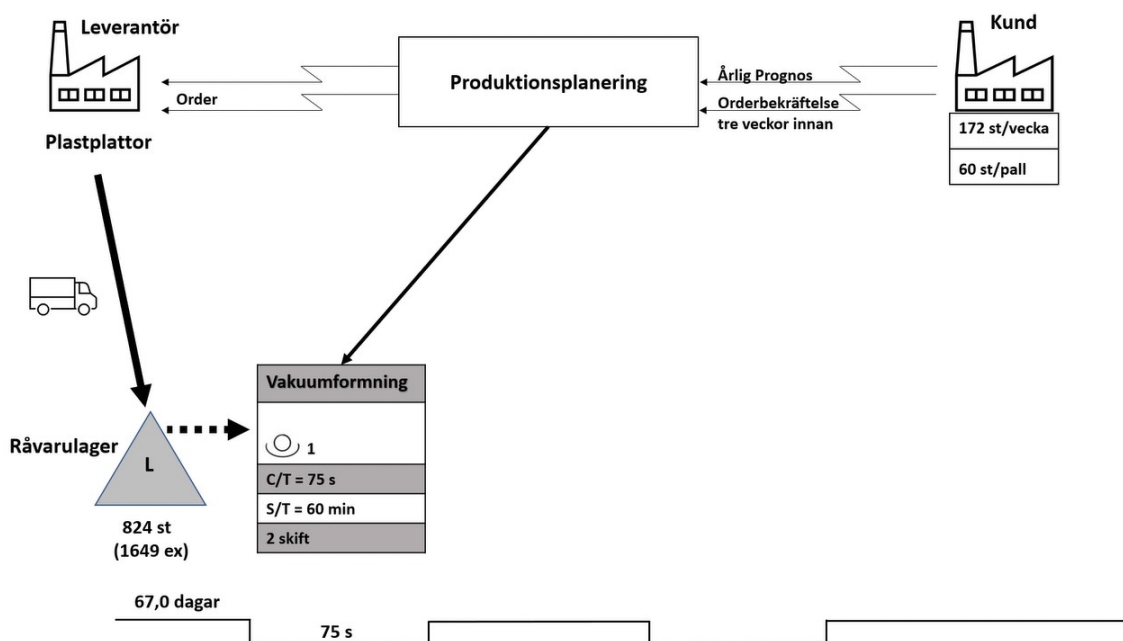 Leverantör
Kund
Produktionsplanering
Årlig Prognos
Order
Orderbekräftelse
tre veckor innan
172 st/vecka
60 st/pall
Plastplattor
Vakuumformning
1
Råvarulager
L
C/T = 75 s
S/T = 60 min
2 skift
824 st
(1649 ex)
67,0 dagar
75 s